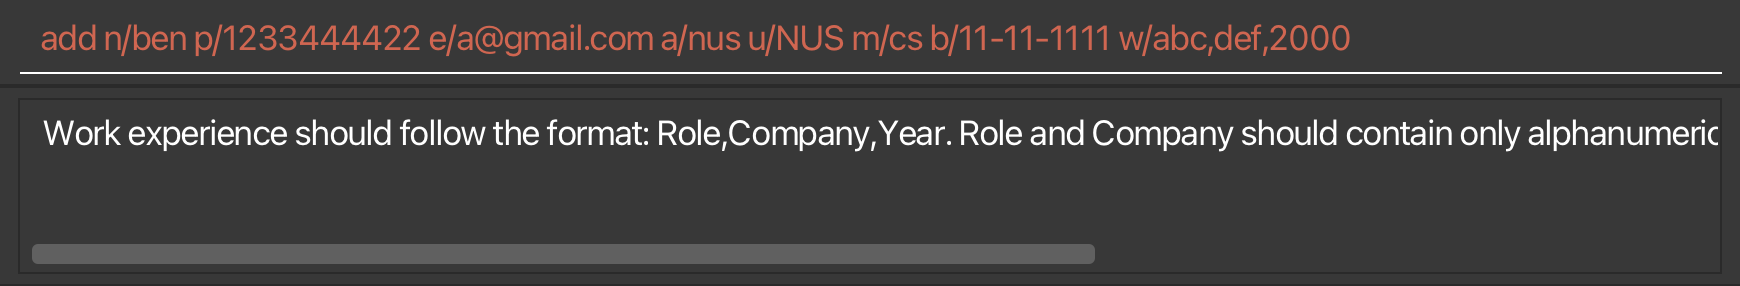 add n/ben p/1233444422 e/a@gmail.com a/nus u/NUS m/cs b/11-11-1111 w/abc,def,2000
Work experience should follow the format: Role,Company,Year. Role and Company should contain only alphanumeric